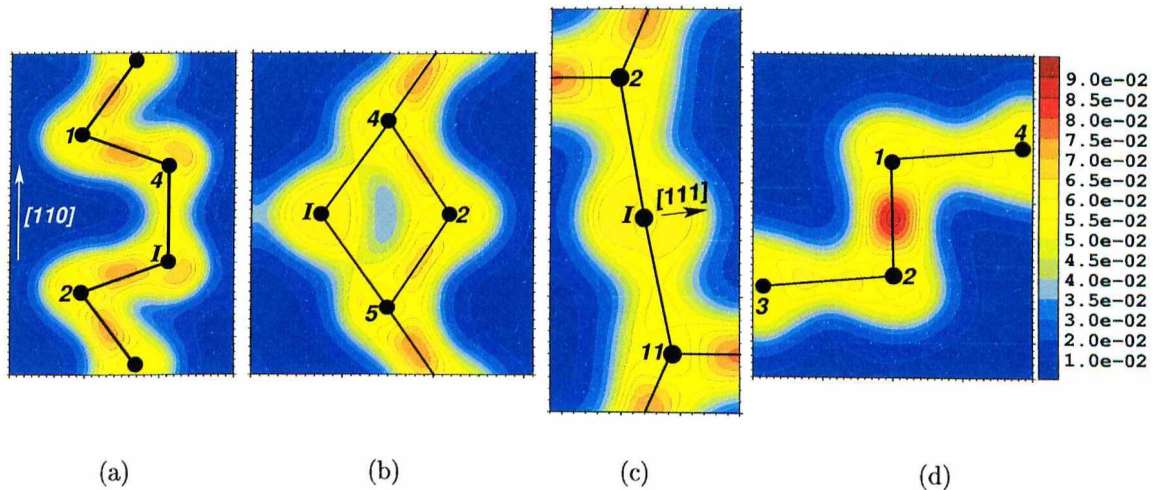 1
4
[110]
I
2
4
I
2
5
2
[111]
I
11
1
4
2
3
9.0e-02
8.5e-02
8.0e-02
7.5e-02
7.0e-02
6.5e-02
6.0e-02
5.5e-02
5.0e-02
4.5e-02
4.0e-02
3.5e-02
3.0e-02
2.0e-02
1.0e-02
(a) (b) (c) (d)